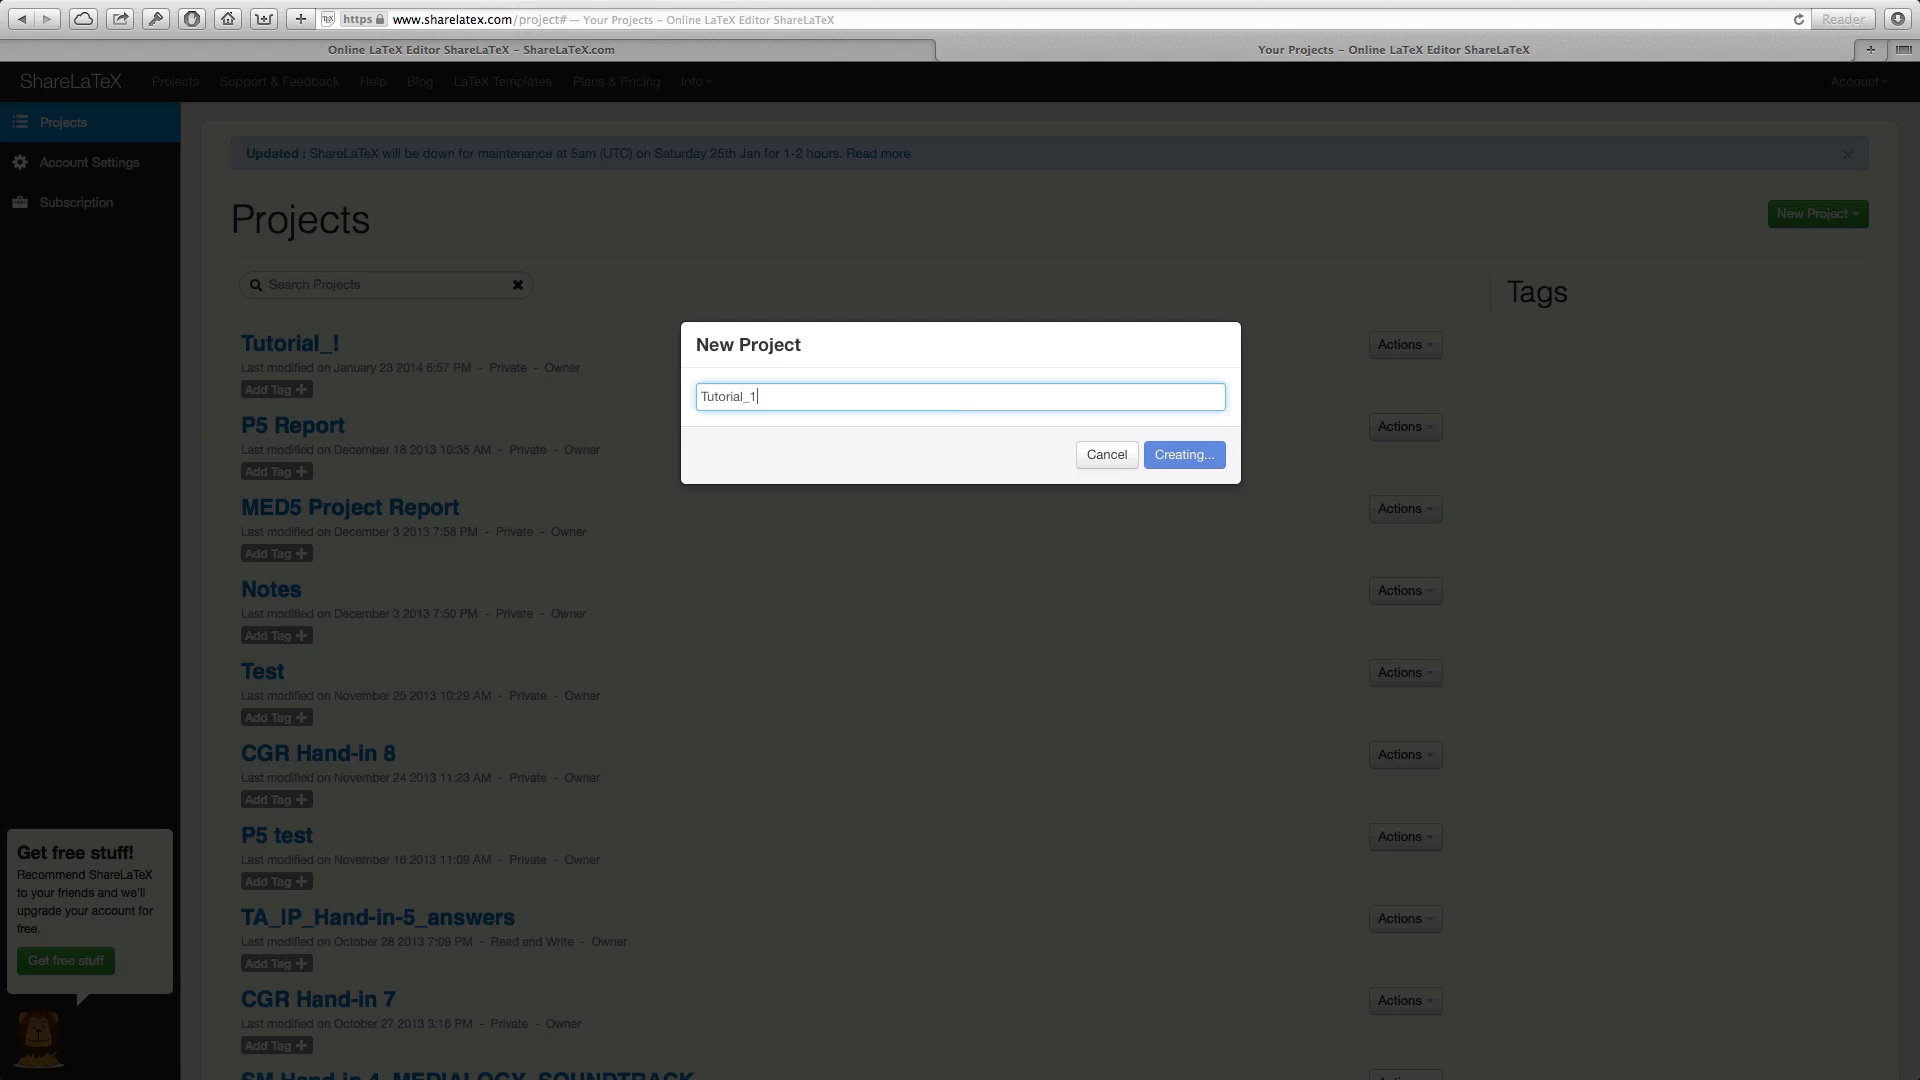 https www.sharelatex.com/project# — Your Projects – Online LaTeX Editor ShareLaTeX
Reader
Online LaTeX Editor ShareLaTeX – ShareLaTeX.com
Your Projects – Online LaTeX Editor ShareLaTeX
ShareLaTeX Projects Support & Feedback Help Blog LaTeX Templates Plans & Pricing Info Account
Projects
Account Settings
Subscription
Updated : ShareLaTeX will be down for maintenance at 5am (UTC) on Saturday 25th Jan for 1-2 hours. Read more
Projects
New Project
Search Projects
Tags
Tutorial_!
Last modified on January 23 2014 6:57 PM - Private - Owner
Add Tag
Actions
P5 Report
Last modified on December 18 2013 10:35 AM - Private - Owner
Add Tag
Actions
MED5 Project Report
Last modified on December 3 2013 7:58 PM - Private - Owner
Add Tag
Actions
Notes
Last modified on December 3 2013 7:50 PM - Private - Owner
Add Tag
Actions
Test
Last modified on November 25 2013 10:29 AM - Private - Owner
Add Tag
Actions
CGR Hand-in 8
Last modified on November 24 2013 11:23 AM - Private - Owner
Add Tag
Actions
P5 test
Last modified on November 16 2013 11:09 AM - Private - Owner
Add Tag
Actions
TA_IP_Hand-in-5_answers
Last modified on October 28 2013 7:09 PM - Read and Write - Owner
Add Tag
Actions
CGR Hand-in 7
Last modified on October 27 2013 3:16 PM - Private - Owner
Add Tag
Actions
SM Hand-in 4_MEDIALOGY_SOUNDTRACK
New Project
Tutorial_1
Cancel
Creating...
Get free stuff!
Recommend ShareLaTeX
to your friends and we'll
upgrade your account for
free.
Get free stuff